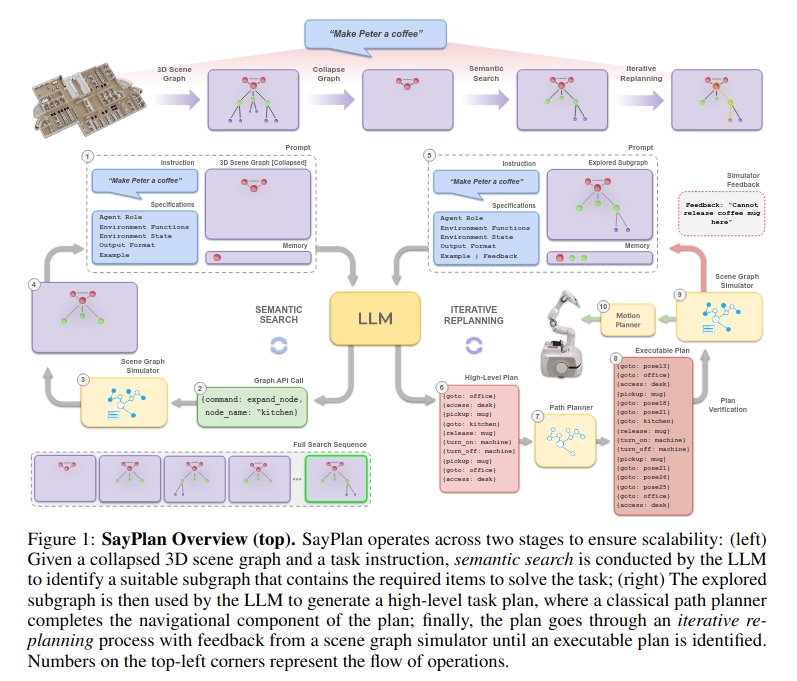 “Make Peter a coffee”
3D Scene
Graph
Collapse
Graph
Semantic
Search
Iterative
Replanning
1
Prompt
Instruction
3D Scene Graph [Collapsed]
“Make Peter a coffee”
Specifications
Agent Role
Environment Functions
Environment State
Output Format
Example
Memory
5
Prompt
Instruction
Explored Subgraph
“Make Peter a coffee”
Specifications
Agent Role
Environment Functions
Environment State
Output Format
Example | Feedback
Memory
Simulator
Feedback
Feedback: “Cannot
release coffee mug
here”
4
SEMANTIC
SEARCH
LLM
ITERATIVE
REPLANNING
10
Motion
Planner
Scene Graph
Simulator
9
Scene Graph
Simulator
3
Graph API Call
2
{command: expand_node,
node_name: “kitchen}
High-Level Plan
6
{goto: office}
{access: desk}
{pickup: mug}
{goto: kitchen}
{release: mug}
{turn_on: machine}
{turn_off: machine}
{pickup: mug}
{goto: office}
{access: desk}
Path Planner
7
Executable Plan
8
{goto: pose13}
{goto: office}
{access: desk}
{pickup: mug}
{goto: pose18}
{goto: pose21}
{goto: kitchen}
{release: mug}
{turn_on: machine}
{turn_off: machine}
{pickup: mug}
{goto: pose21}
{goto: pose26}
{goto: pose25}
{goto: office}
{access: desk}
Plan
Verification
Full Search Sequence
...
Figure 1: SayPlan Overview (top). SayPlan operates across two stages to ensure scalability: (left)
Given a collapsed 3D scene graph and a task instruction, semantic search is conducted by the LLM
to identify a suitable subgraph that contains the required items to solve the task; (right) The explored
subgraph is then used by the LLM to generate a high-level task plan, where a classical path planner
completes the navigational component of the plan; finally, the plan goes through an iterative re-
planning process with feedback from a scene graph simulator until an executable plan is identified.
Numbers on the top-left corners represent the flow of operations.